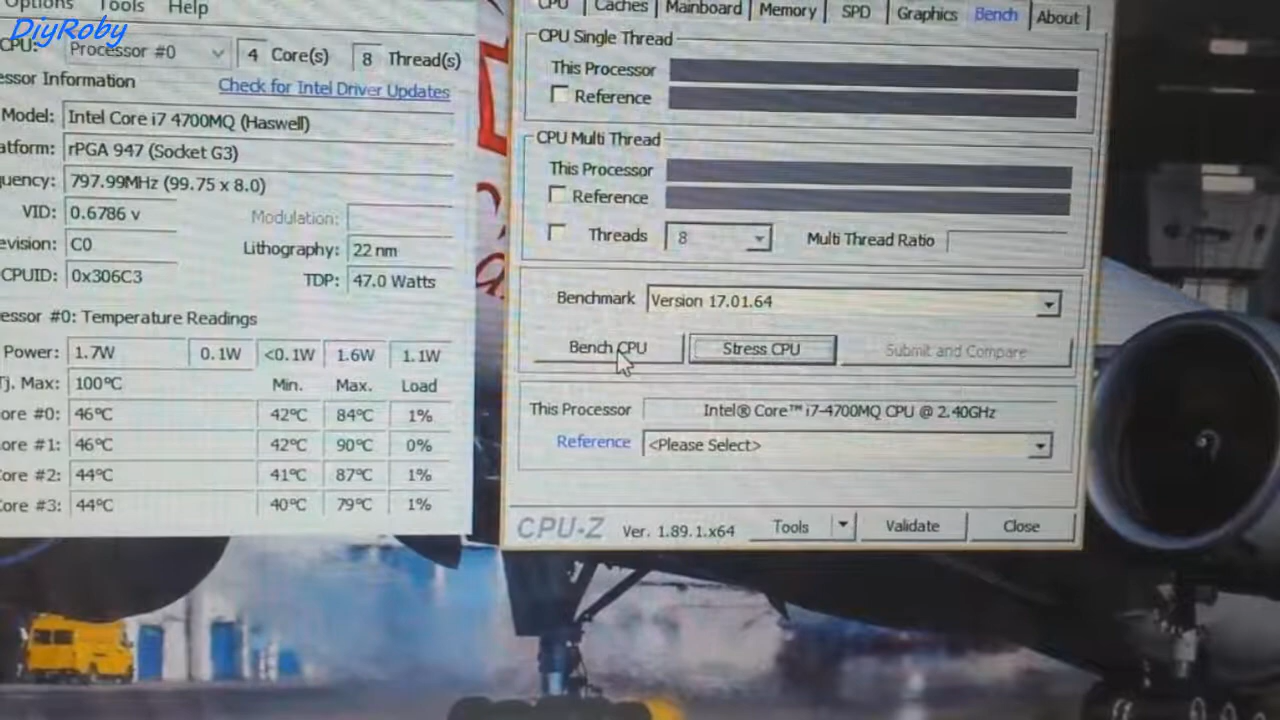 Options Tools Help
DiyRoby
CPU: Processor #0 4 Core(s) 8 Thread(s)
essor Information Check for Intel Driver Updates
Model: Intel Core i7 4700MQ (Haswell)
atform: rPGA 947 (Socket G3)
uency: 797.99MHz (99.75 x 8.0)
VID: 0.6786 v Modulation:
evision: C0 Lithography: 22 nm
CPUID: 0x306C3 TDP: 47.0 Watts
essor #0: Temperature Readings
Power: 1.7W 0.1W <0.1W 1.6W 1.1W
Tj. Max: 100°C Min. Max. Load
ore #0: 46°C 42°C 84°C 1%
ore #1: 46°C 42°C 90°C 0%
Core #2: 44°C 41°C 87°C 1%
Core #3: 44°C 40°C 79°C 1%
CPU Caches Mainboard Memory SPD Graphics Bench About
CPU Single Thread
This Processor
Reference
CPU Multi Thread
This Processor
Reference
Threads 8 Multi Thread Ratio
Benchmark Version 17.01.64
Bench CPU Stress CPU Submit and Compare
This Processor Intel® Core™ i7-4700MQ CPU @ 2.40GHz
Reference <Please Select>
CPU-Z Ver. 1.89.1.x64 Tools Validate Close